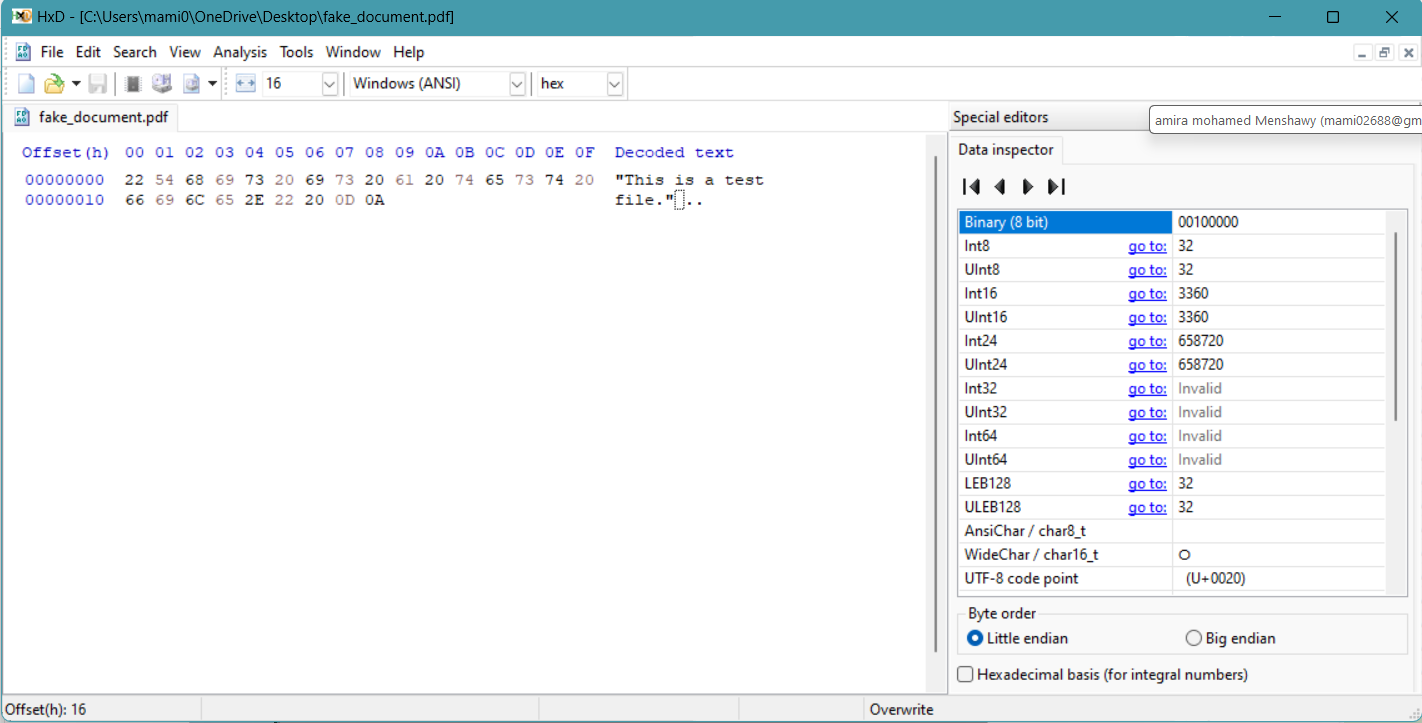 HxD - [C:\Users\mami0\OneDrive\Desktop\fake_document.pdf]
File Edit Search View Analysis Tools Window Help
16 Windows (ANSI) hex
fake_document.pdf
Special editors
amira mohamed Menshawy (mami02688@gm
Data inspector
Offset(h) 00 01 02 03 04 05 06 07 08 09 0A 0B 0C 0D 0E 0F Decoded text
00000000 22 54 68 69 73 20 69 73 20 61 20 74 65 73 74 20 "This is a test
00000010 66 69 6C 65 2E 22 20 0D 0A file." ..
Binary (8 bit) 00100000
Int8 go to: 32
UInt8 go to: 32
Int16 go to: 3360
UInt16 go to: 3360
Int24 go to: 658720
UInt24 go to: 658720
Int32 go to: Invalid
UInt32 go to: Invalid
Int64 go to: Invalid
UInt64 go to: Invalid
LEB128 go to: 32
ULEB128 go to: 32
AnsiChar / char8_t
WideChar / char16_t ഠ
UTF-8 code point (U+0020)
Byte order
Little endian Big endian
Hexadecimal basis (for integral numbers)
Offset(h): 16 Overwrite